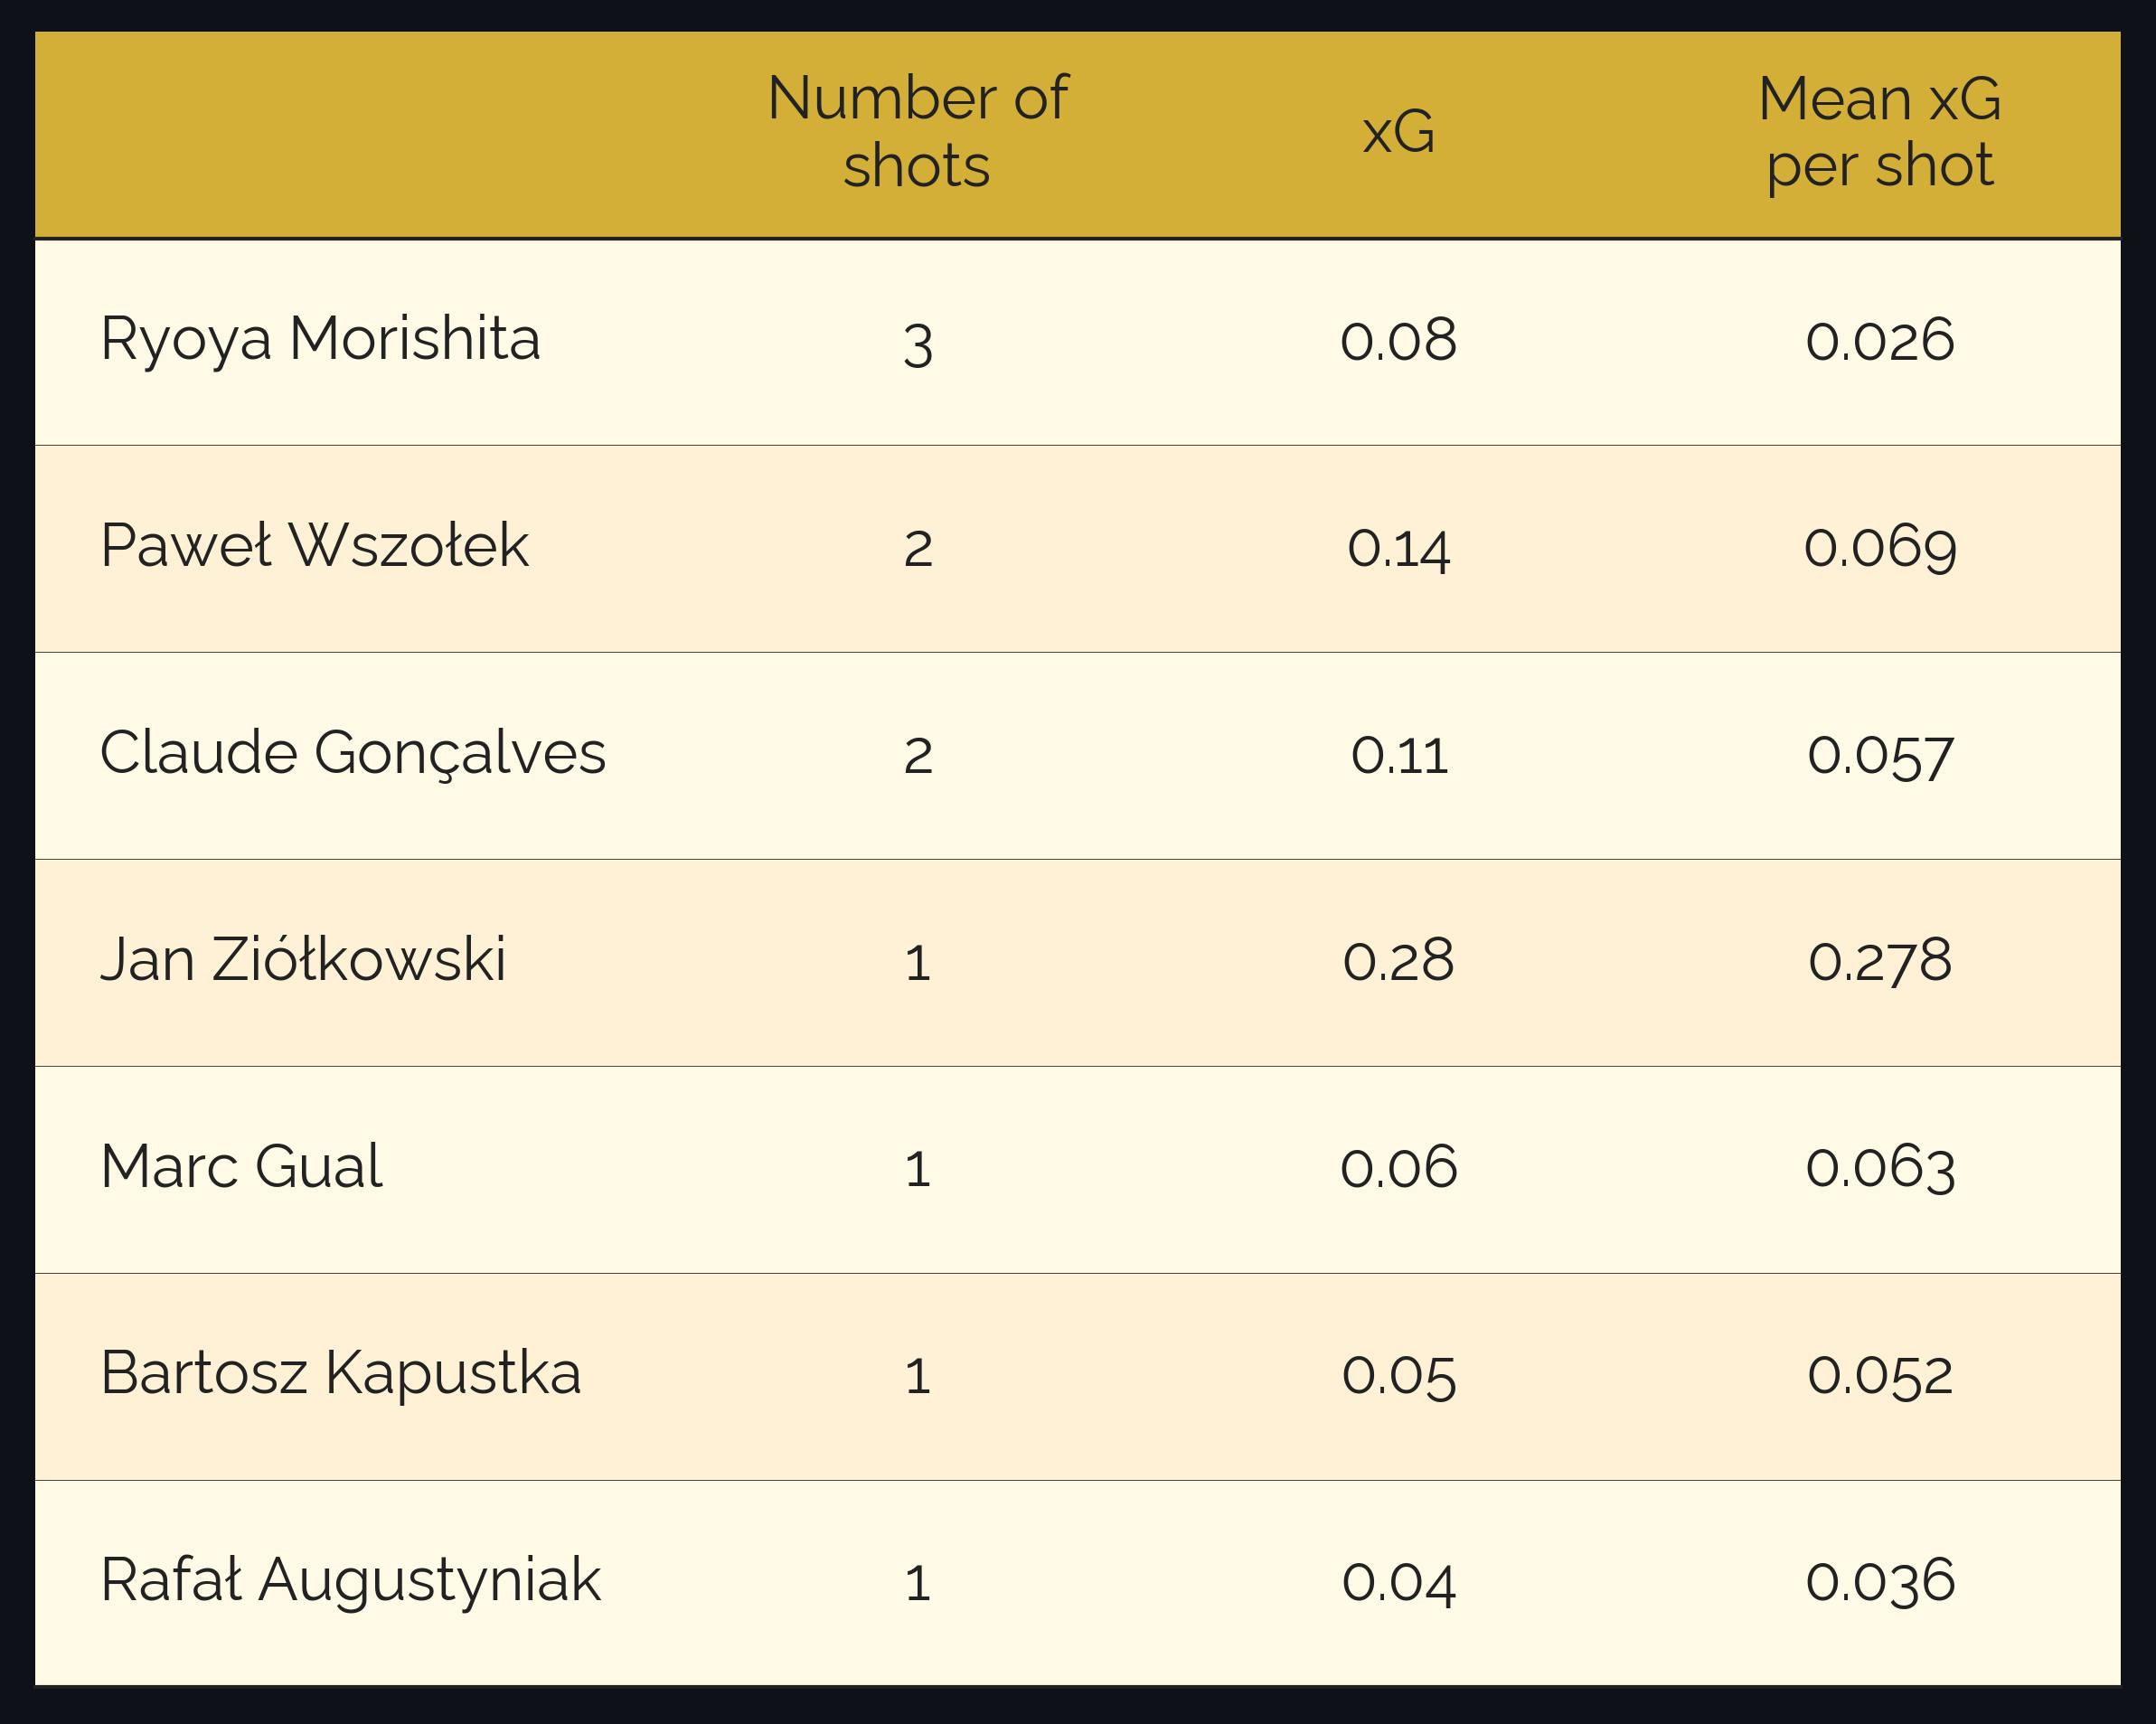 Number of shots xG Mean xG per shot
Ryoya Morishita 3 0.08 0.026
Paweł Wszołek 2 0.14 0.069
Claude Gonçalves 2 0.11 0.057
Jan Ziółkowski 1 0.28 0.278
Marc Gual 1 0.06 0.063
Bartosz Kapustka 1 0.05 0.052
Rafał Augustyniak 1 0.04 0.036